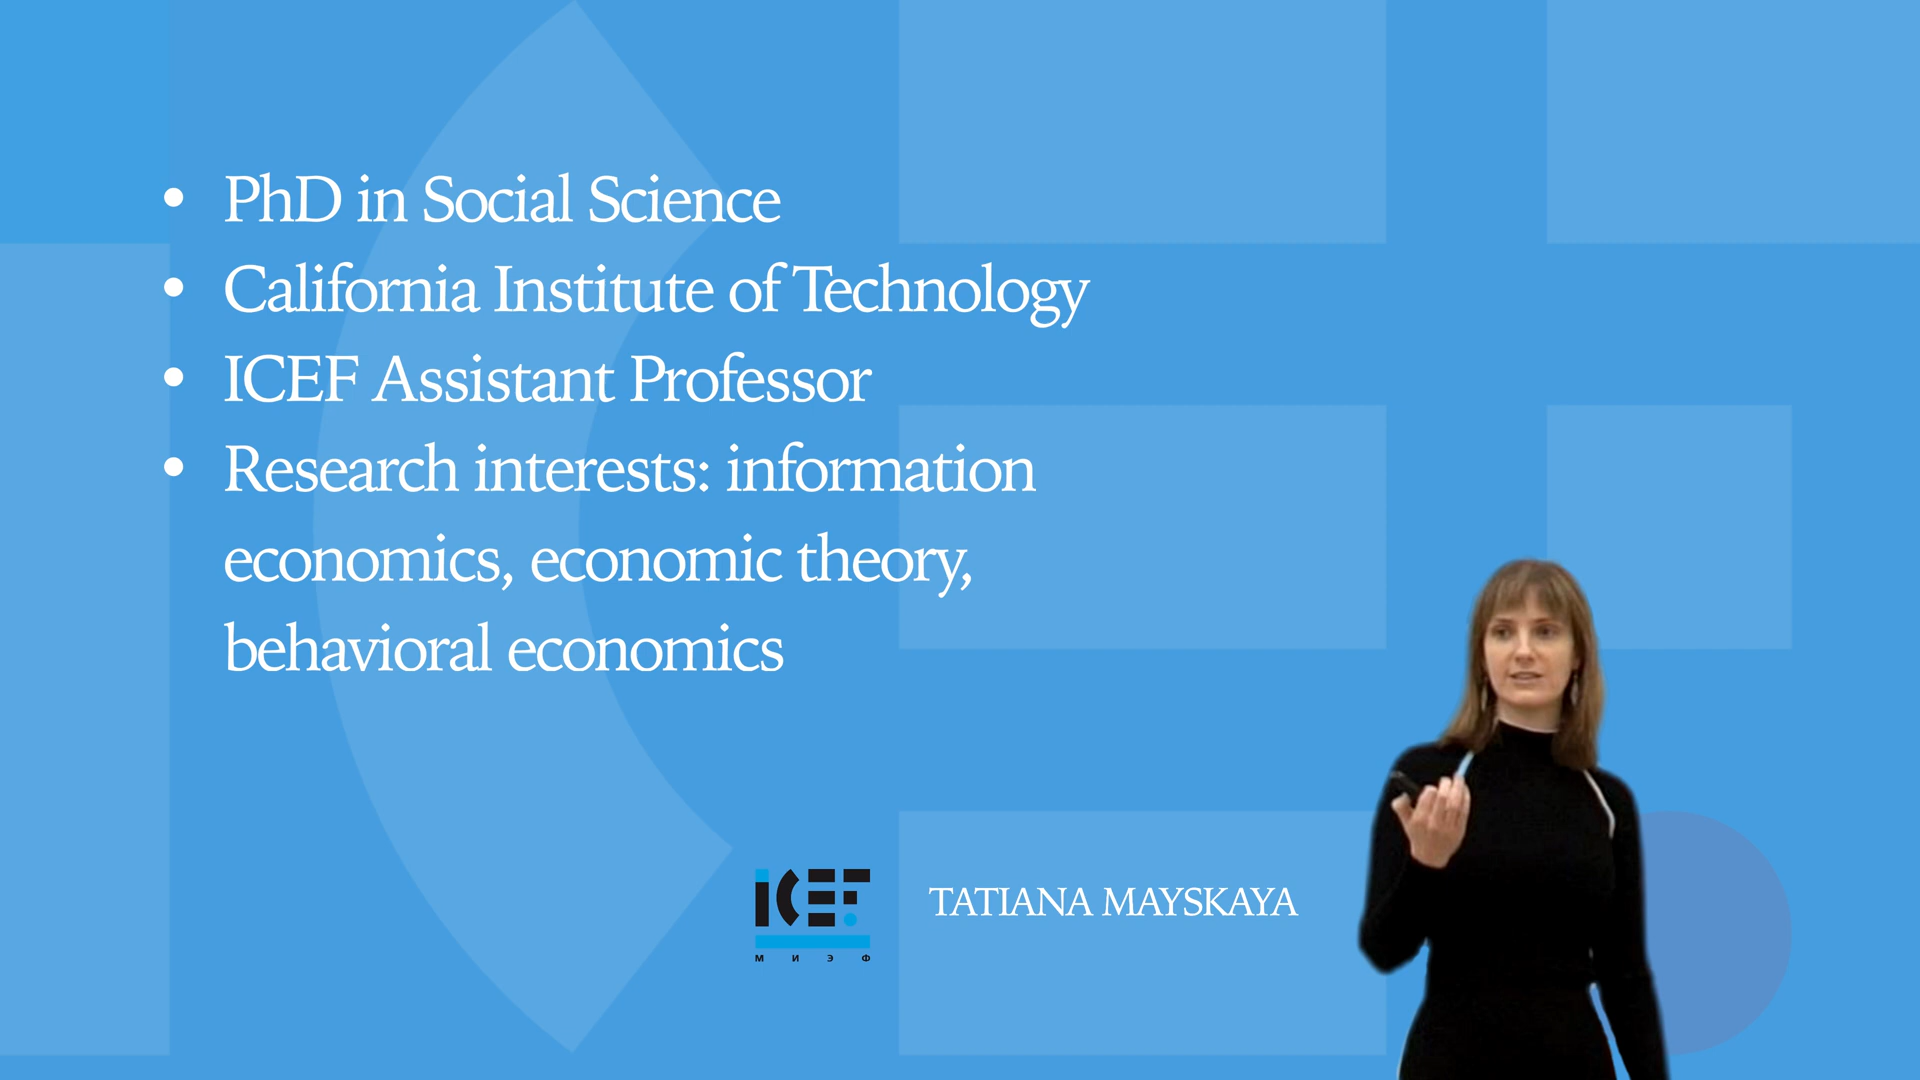 • PhD in Social Science
• California Institute of Technology
• ICEF Assistant Professor
• Research interests: information
economics, economic theory,
behavioral economics
ICEF
МИЭФ
TATIANA MAYSKAYA